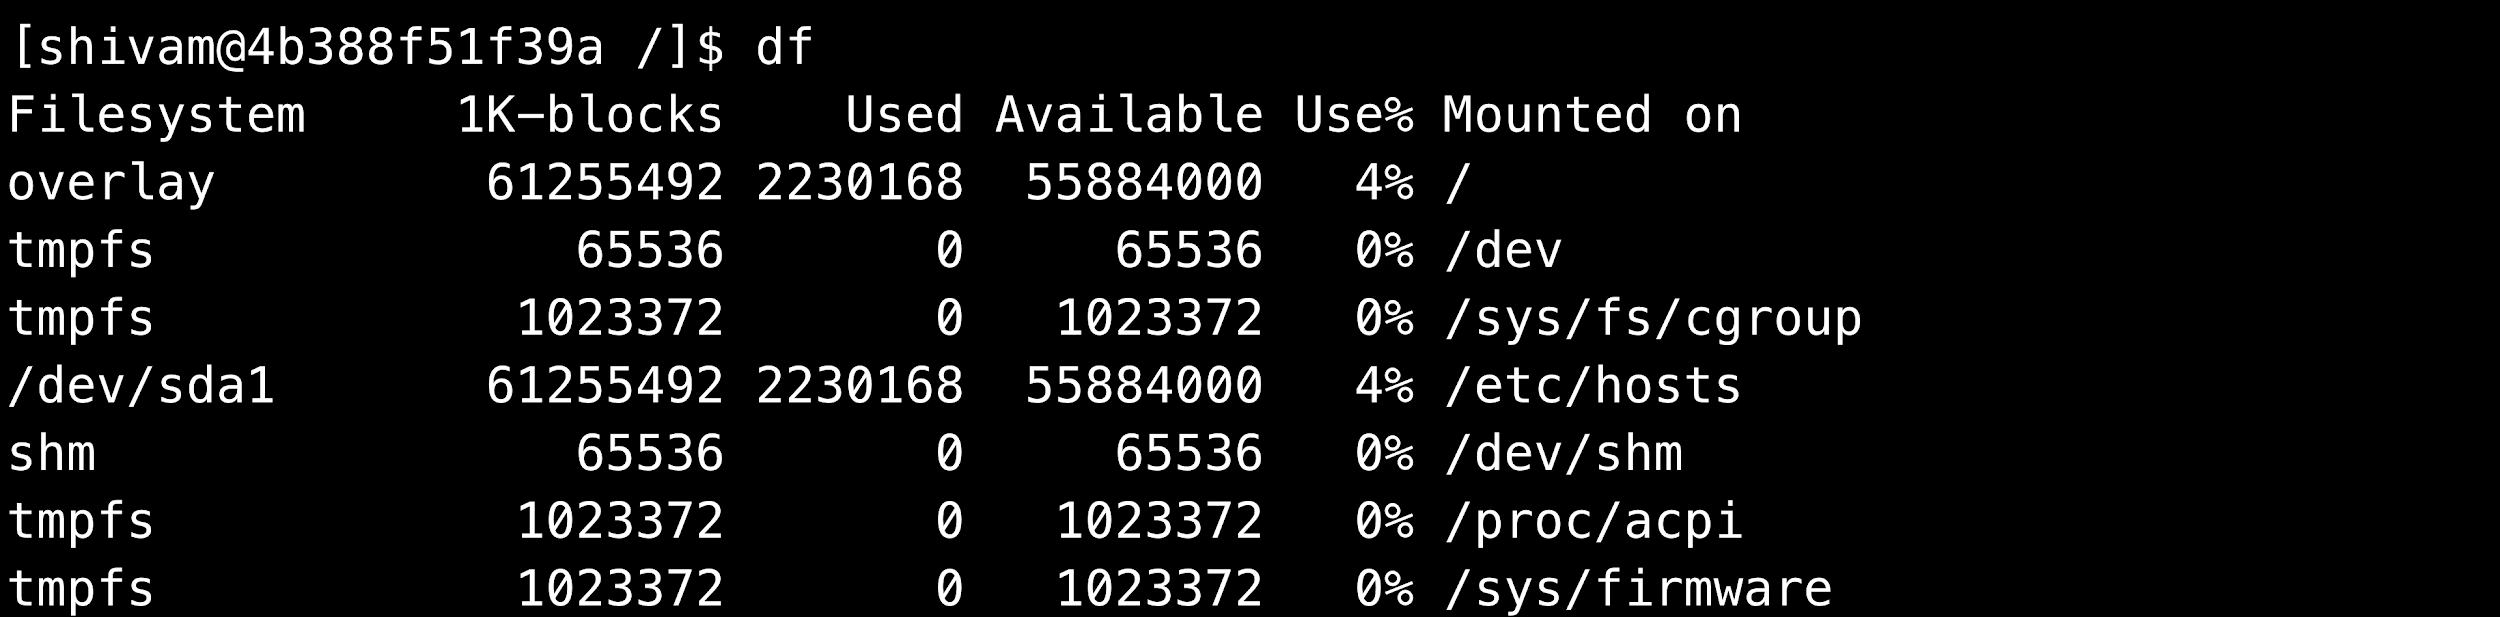 [shivam@4b388f51f39a /]$ df
Filesystem     1K-blocks    Used Available Use% Mounted on
overlay         61255492 2230168  55884000   4% /
tmpfs              65536       0     65536   0% /dev
tmpfs            1023372       0   1023372   0% /sys/fs/cgroup
/dev/sda1       61255492 2230168  55884000   4% /etc/hosts
shm                65536       0     65536   0% /dev/shm
tmpfs            1023372       0   1023372   0% /proc/acpi
tmpfs            1023372       0   1023372   0% /sys/firmware